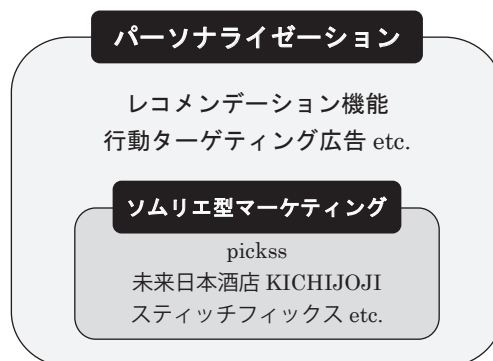 パーソナライゼーション
レコメンデーション機能
行動ターゲティング広告 etc.
ソムリエ型マーケティング
pickss
未来日本酒店 KICHIJOJI
スティッチフィックス etc.